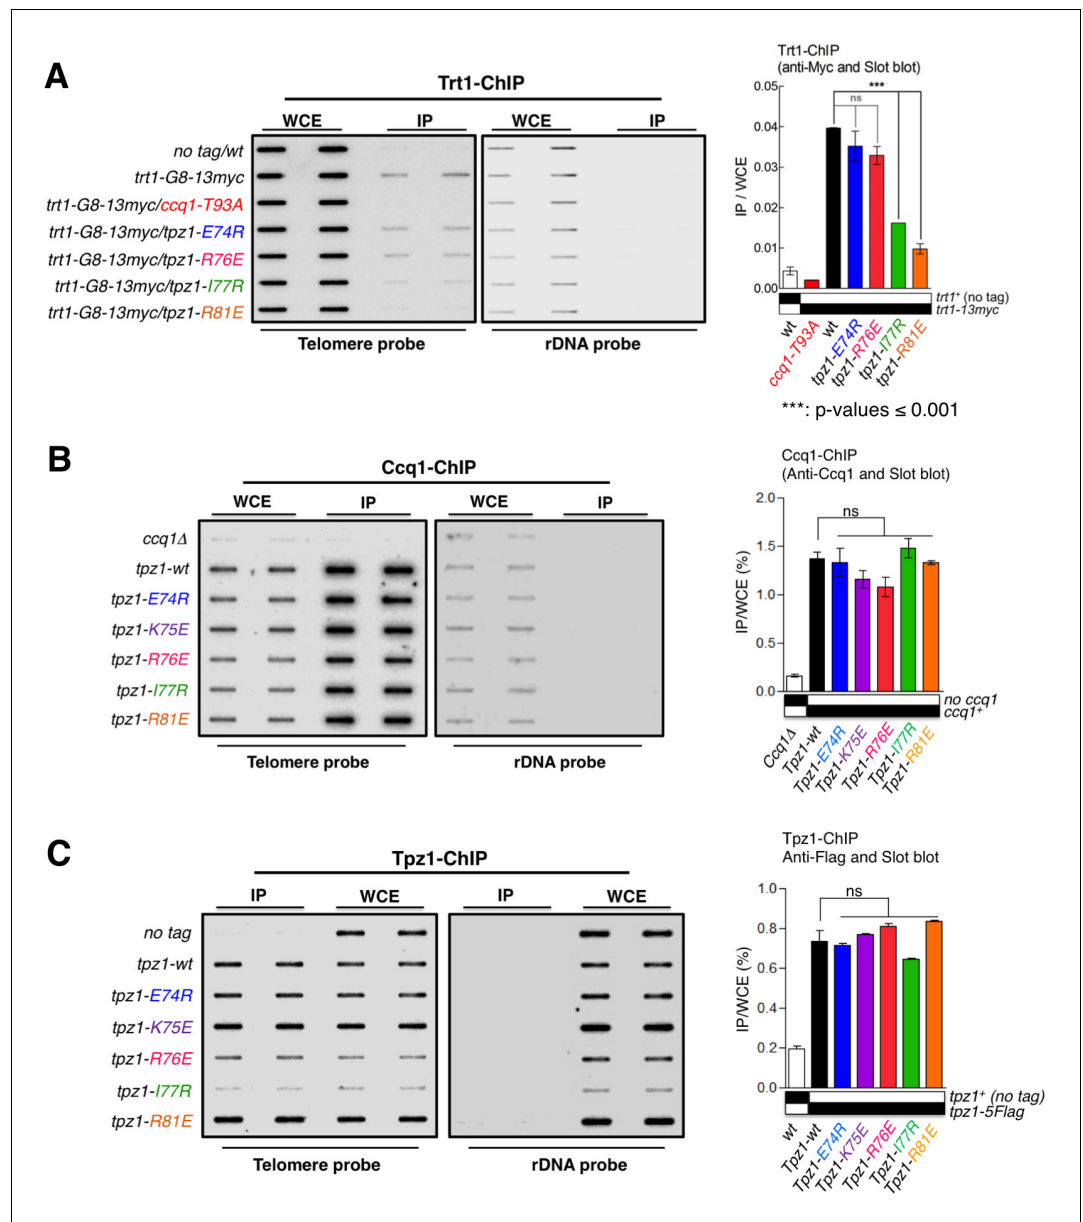 A
Trt1-ChIP
WCE IP WCE IP
no tag/wt
trt1-G8-13myc
trt1-G8-13myc/ccq1-T93A
trt1-G8-13myc/tpz1-E74R
trt1-G8-13myc/tpz1-R76E
trt1-G8-13myc/tpz1-I77R
trt1-G8-13myc/tpz1-R81E
Telomere probe rDNA probe
Trt1-ChIP
(anti-Myc and Slot blot)
IP / WCE
0.05
0.04
0.03
0.02
0.01
0.00
ns
***
trt1⁺ (no tag)
trt1-13myc
wt
ccq1-T93A
wt
tpz1-E74R
tpz1-R76E
tpz1-I77R
tpz1-R81E
***: p-values ≤ 0.001
B
Ccq1-ChIP
WCE IP WCE IP
ccq1Δ
tpz1-wt
tpz1-E74R
tpz1-K75E
tpz1-R76E
tpz1-I77R
tpz1-R81E
Telomere probe rDNA probe
Ccq1-ChIP
(Anti-Ccq1 and Slot blot)
IP/WCE (%)
2.0
1.5
1.0
0.5
0.0
ns
no ccq1
ccq1⁺
Ccq1Δ
Tpz1-wt
Tpz1-E74R
Tpz1-K75E
Tpz1-R76E
Tpz1-I77R
Tpz1-R81E
C
Tpz1-ChIP
IP WCE IP WCE
no tag
tpz1-wt
tpz1-E74R
tpz1-K75E
tpz1-R76E
tpz1-I77R
tpz1-R81E
Telomere probe rDNA probe
Tpz1-ChIP
Anti-Flag and Slot blot
IP/WCE (%)
1.0
0.8
0.6
0.4
0.2
0.0
ns
tpz1⁺ (no tag)
tpz1-5Flag
wt
Tpz1-wt
Tpz1-E74R
Tpz1-K75E
Tpz1-R76E
Tpz1-I77R
Tpz1-R81E